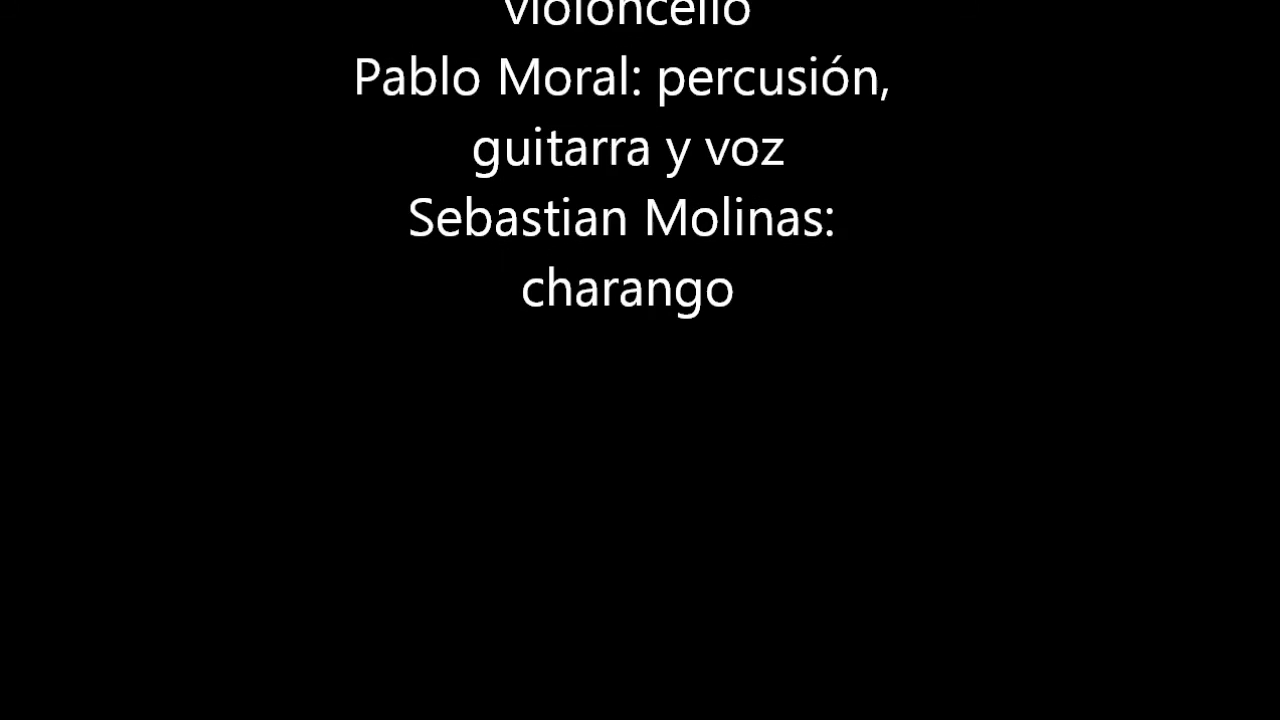 violoncello
Pablo Moral: percusión,
guitarra y voz
Sebastian Molinas:
charango